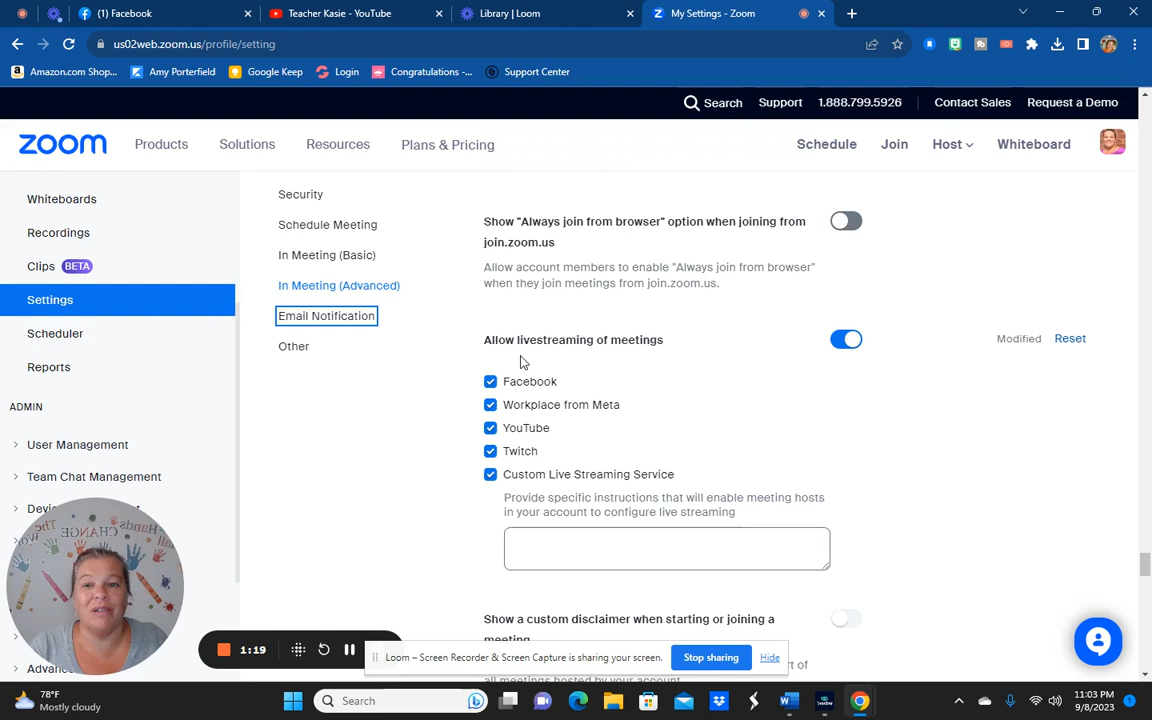 (1) Facebook
Teacher Kasie - YouTube
Library | Loom
My Settings - Zoom
us02web.zoom.us/profile/setting
Amazon.com Shop...
Amy Porterfield
Google Keep
Login
Congratulations -...
Support Center
Search
Support
1.888.799.5926
Contact Sales
Request a Demo
zoom
Products
Solutions
Resources
Plans & Pricing
Schedule
Join
Host
Whiteboard
Whiteboards
Recordings
Clips BETA
Settings
Scheduler
Reports
ADMIN
User Management
Team Chat Management
Security
Schedule Meeting
In Meeting (Basic)
In Meeting (Advanced)
Email Notification
Other
Show "Always join from browser" option when joining from
join.zoom.us
Allow account members to enable "Always join from browser"
when they join meetings from join.zoom.us.
Allow livestreaming of meetings
Modified
Reset
Facebook
Workplace from Meta
YouTube
Twitch
Custom Live Streaming Service
Provide specific instructions that will enable meeting hosts
in your account to configure live streaming
Show a custom disclaimer when starting or joining a
meeting
all meetings hosted by your account.
CHANGE
1:19
Loom – Screen Recorder & Screen Capture is sharing your screen.
Stop sharing
Hide
78°F
Mostly cloudy
Search
11:03 PM
9/8/2023